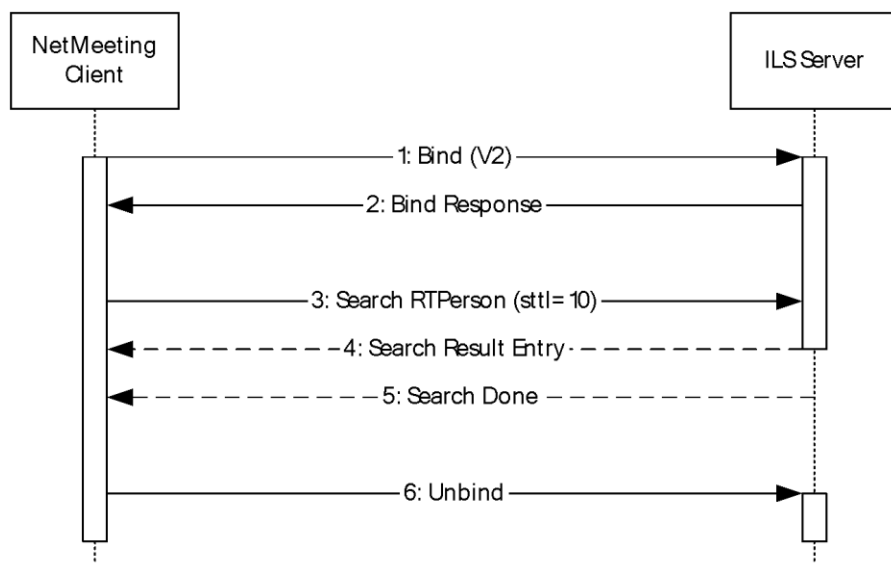 NetMeeting
Client
ILS Server
1: Bind (V2)
2: Bind Response
3: Search RTPerson (sttl=10)
4: Search Result Entry
5: Search Done
6: Unbind